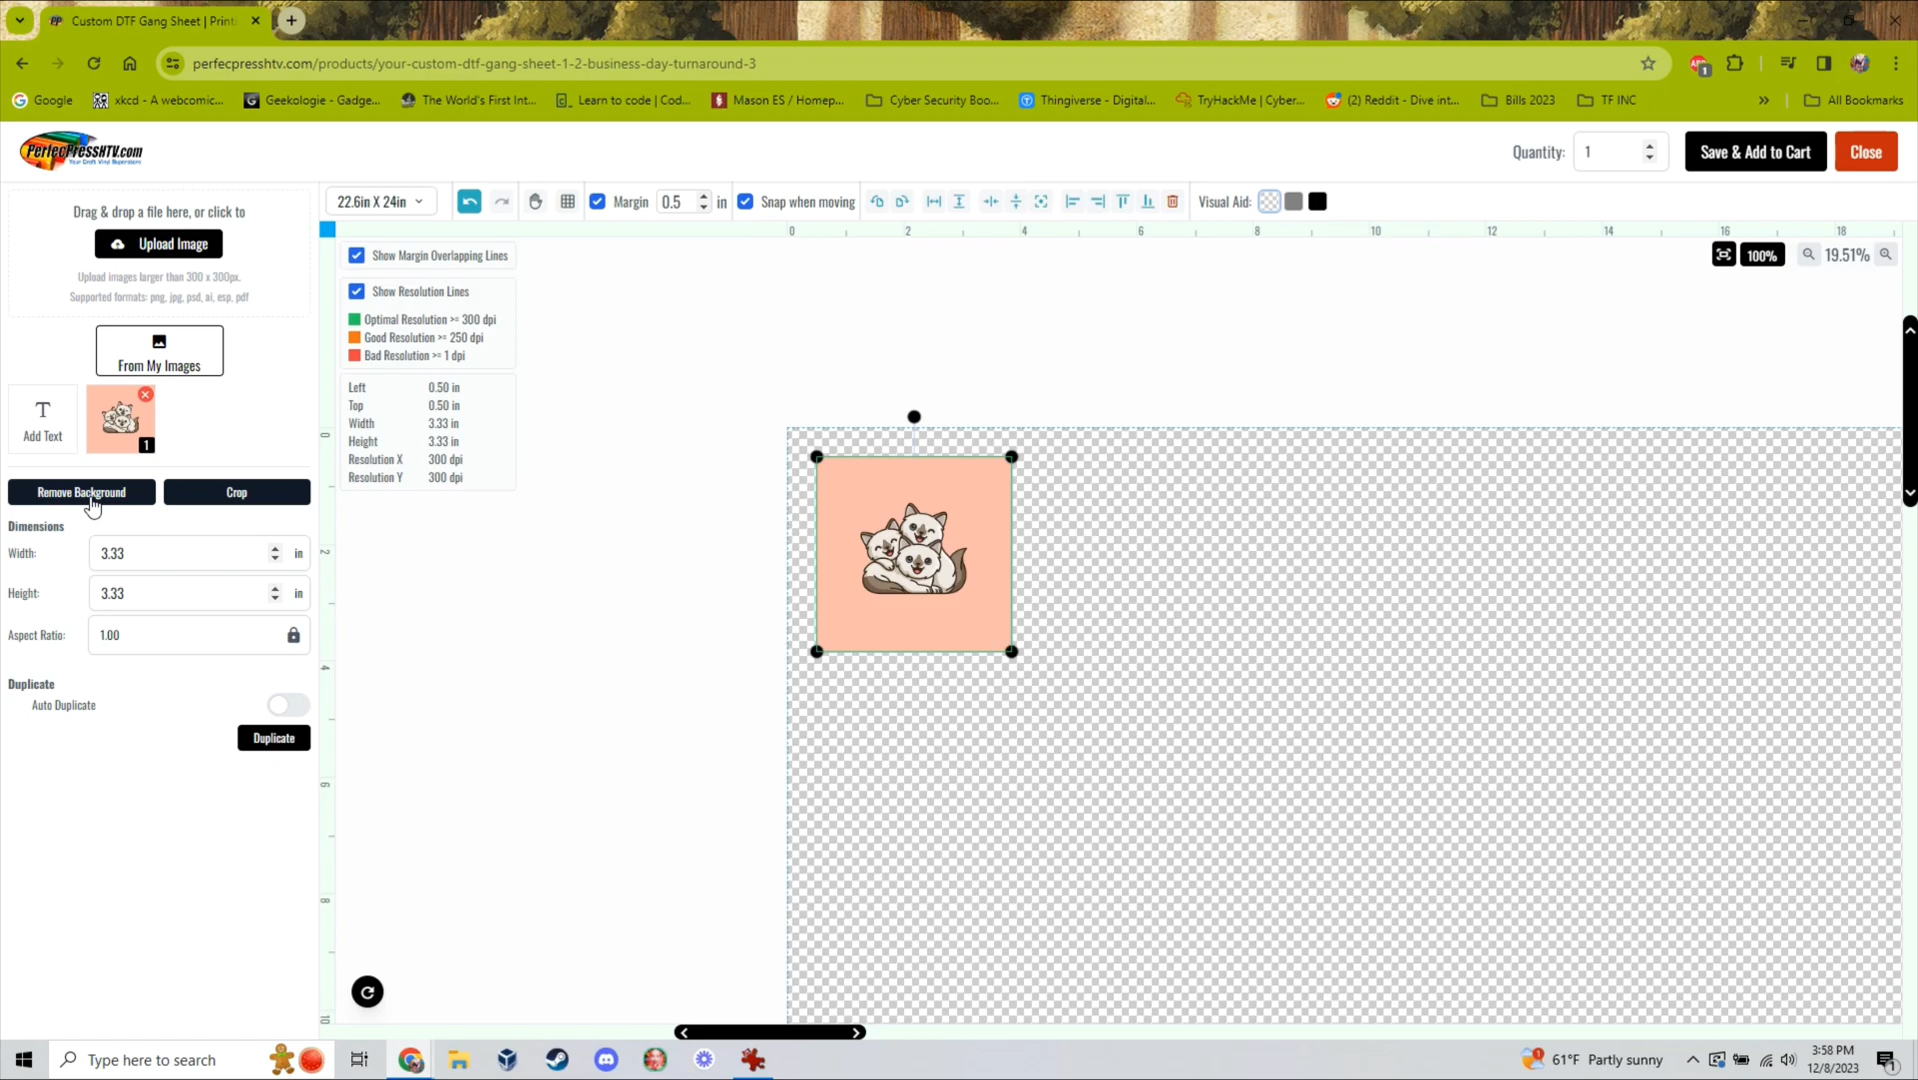 Custom DTF Gang Sheet | Print
perfecpresshtv.com/products/your-custom-dtf-gang-sheet-1-2-business-day-turnaround-3
Google xkcd - A webcomic... Geekologie - Gadge... The World's First Int... Learn to code | Cod... Mason ES / Homep... Cyber Security Boo... Thingiverse - Digital... TryHackMe | Cyber... (2) Reddit - Dive int... Bills 2023 TF INC » All Bookmarks
PerfecPressHTV.com
Quantity: 1 Save & Add to Cart Close
22.6in X 24in Margin 0.5 in Snap when moving Visual Aid:
Drag & drop a file here, or click to
Upload Image
Upload images larger than 300 x 300px.
Supported formats: png, jpg, psd, ai, esp, pdf
From My Images
T
Add Text
1
Remove Background Crop
Dimensions
Width: 3.33 in
Height: 3.33 in
Aspect Ratio: 1.00
Duplicate
Auto Duplicate
Duplicate
0 2 4 6 8 10 12 14 16 18
Show Margin Overlapping Lines
100% 19.51%
Show Resolution Lines
Optimal Resolution >= 300 dpi
Good Resolution >= 250 dpi
Bad Resolution >= 1 dpi
Left 0.50 in
Top 0.50 in
Width 3.33 in
Height 3.33 in
Resolution X 300 dpi
Resolution Y 300 dpi
0
2
4
6
8
10
Type here to search
61°F Partly sunny
3:58 PM
12/8/2023